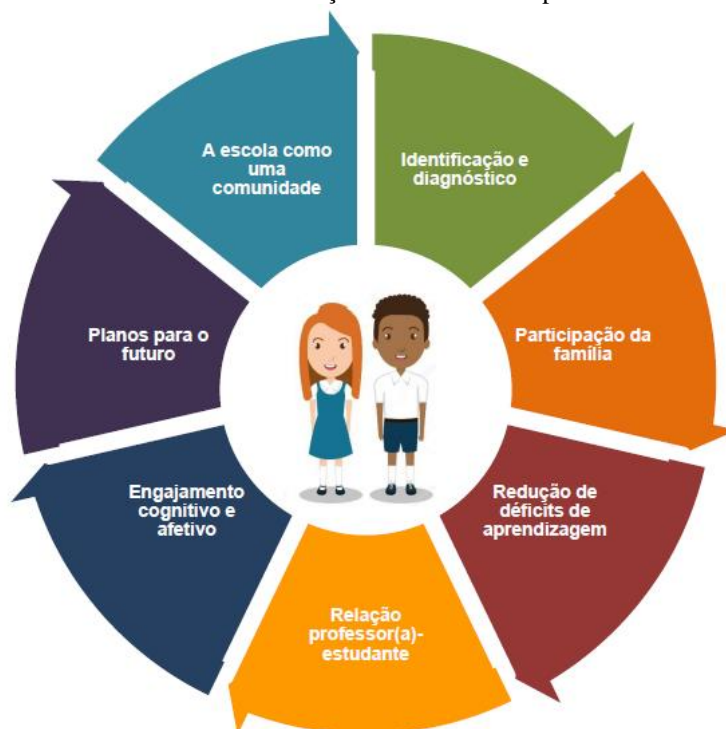 A escola como
uma
comunidade
Identificação e
diagnóstico
Participação da
família
Redução de
déficits de
aprendizagem
Relação
professor(a)-
estudante
Engajamento
cognitivo e
afetivo
Planos para o
futuro